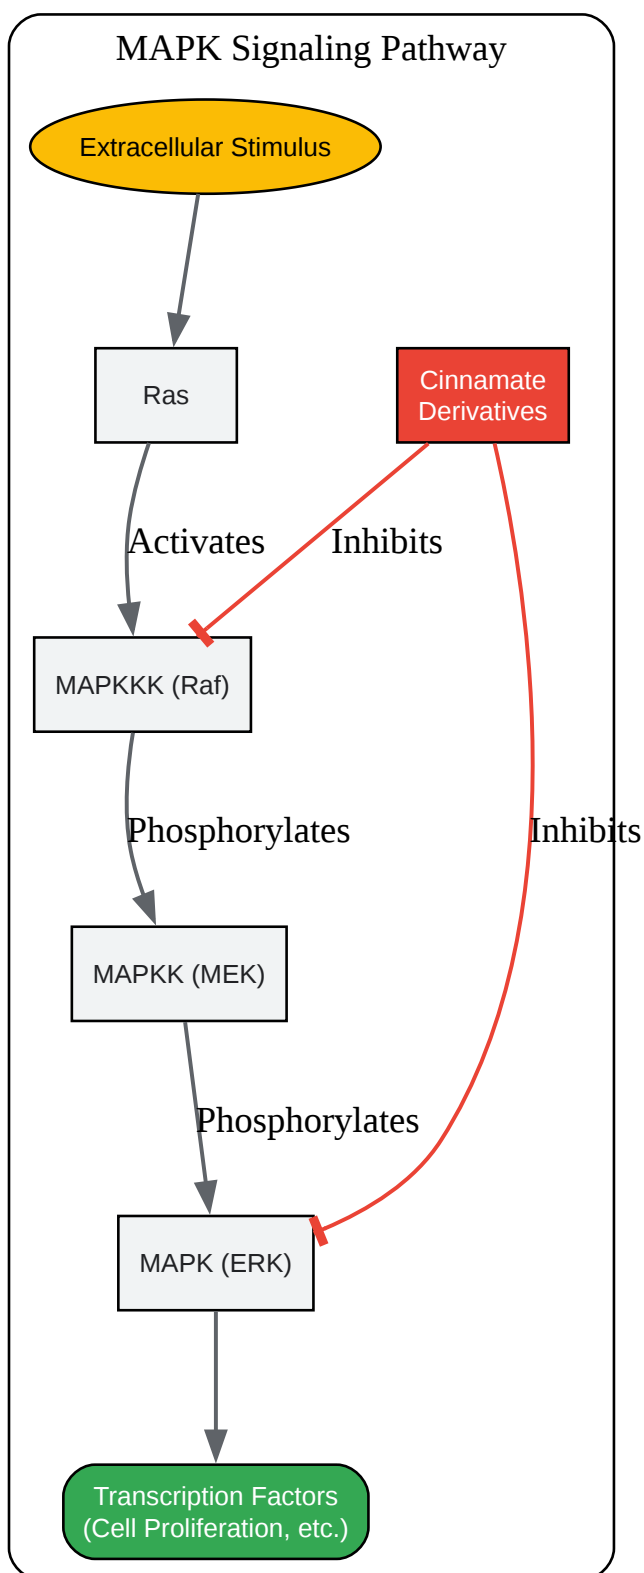 MAPK Signaling Pathway
Extracellular Stimulus
Ras
Cinnamate
Derivatives
Activates
Inhibits
MAPKKK (Raf)
Phosphorylates
Inhibits
MAPKK (MEK)
Phosphorylates
MAPK (ERK)
Transcription Factors
(Cell Proliferation, etc.)